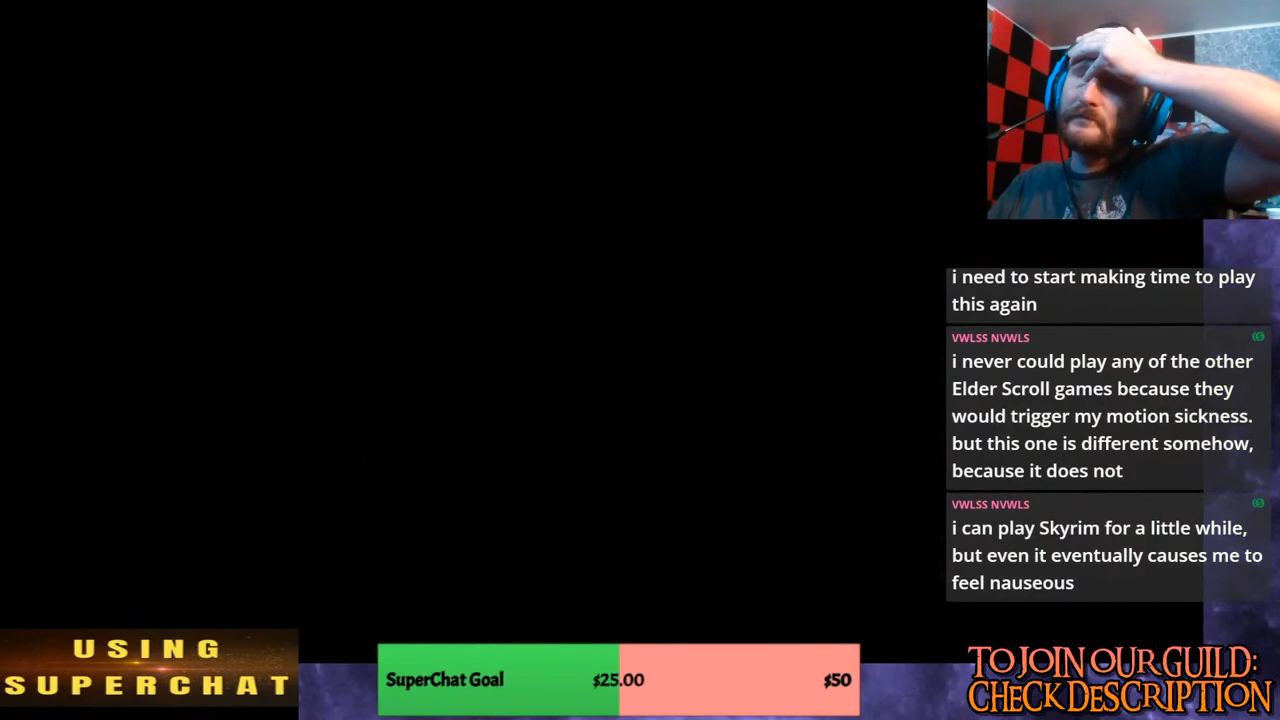 i need to start making time to play
this again
VWLSS NVWLS
i never could play any of the other
Elder Scroll games because they
would trigger my motion sickness.
but this one is different somehow,
because it does not
VWLSS NVWLS
i can play Skyrim for a little while,
but even it eventually causes me to
feel nauseous
USING
SUPERCHAT
SuperChat Goal $25.00 $50
TO JOIN OUR GUILD:
CHECK DESCRIPTION